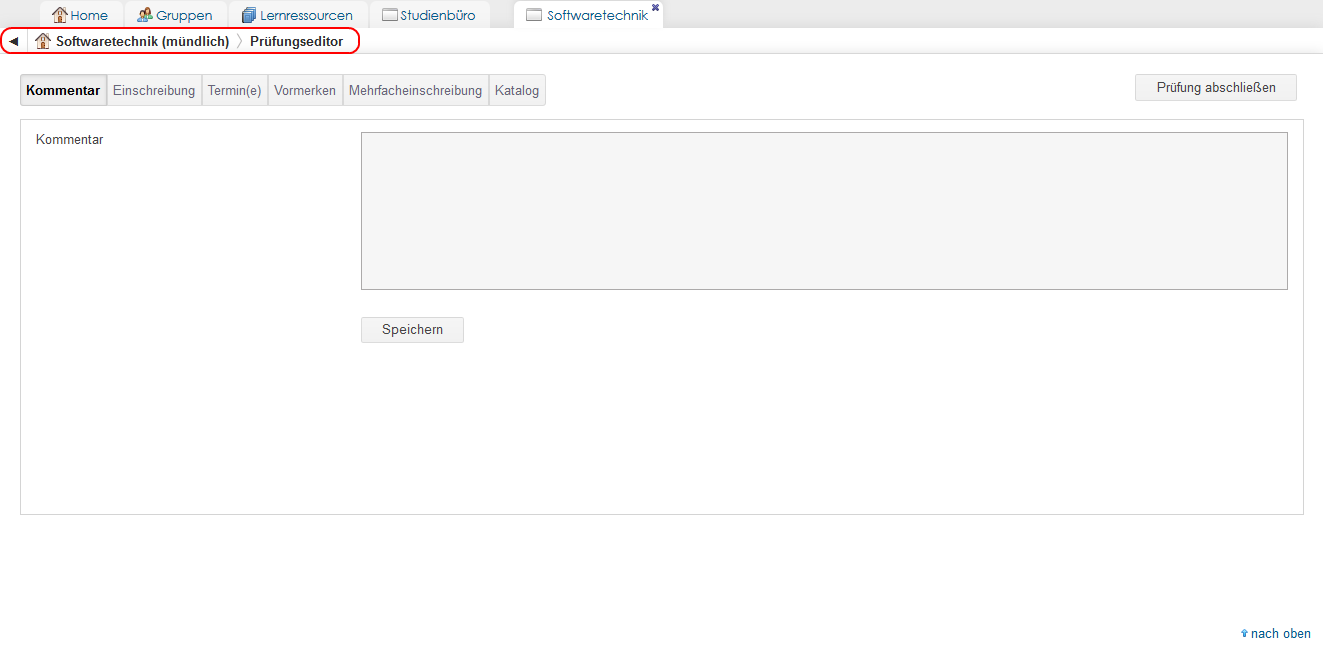 Home Gruppen Lernressourcen Studienbüro Softwaretechnik
Softwaretechnik (mündlich) Prüfungseditor
Kommentar Einschreibung Termin(e) Vormerken Mehrfacheinschreibung Katalog Prüfung abschließen
Kommentar
Speichern
nach oben